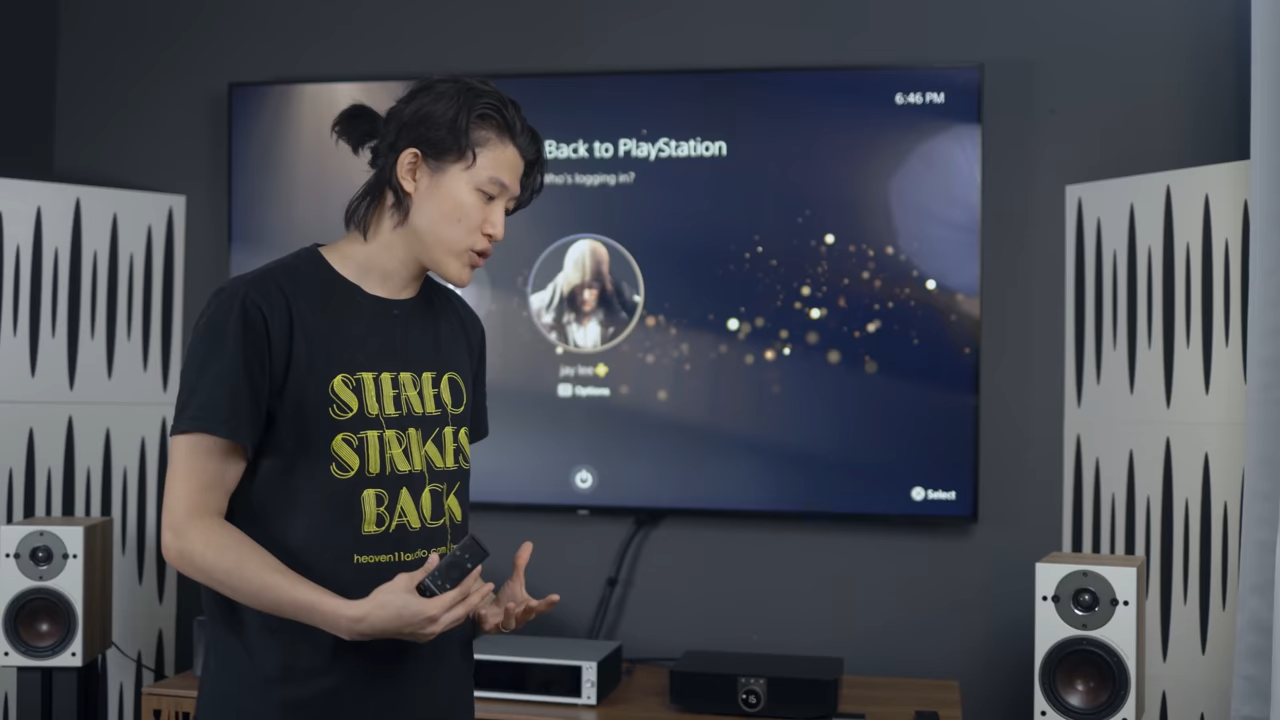 6:46 PM
Back to PlayStation
Who's logging in?
jay lee
Options
Select
STEREO
STRIKES
BACK
heaven11audio.com